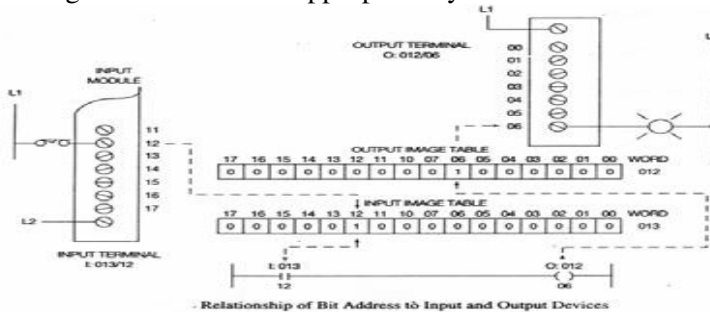 L1
OUTPUT TERMINAL
O: 012/06
00
01
02
03
04
05
06
INPUT
MODULE
L1
11
12
13
14
15
16
17
L2
INPUT TERMINAL
I: 013/12
OUTPUT IMAGE TABLE
17 16 15 14 13 12 11 10 07 06 05 04 03 02 01 00 WORD
0 0 0 0 0 0 0 0 0 1 0 0 0 0 0 0 012
INPUT IMAGE TABLE
17 16 15 14 13 12 11 10 07 06 05 04 03 02 01 00 WORD
0 0 0 0 0 1 0 0 0 0 0 0 0 0 0 0 013
I: 013
12
O: 012
06
Relationship of Bit Address to Input and Output Devices